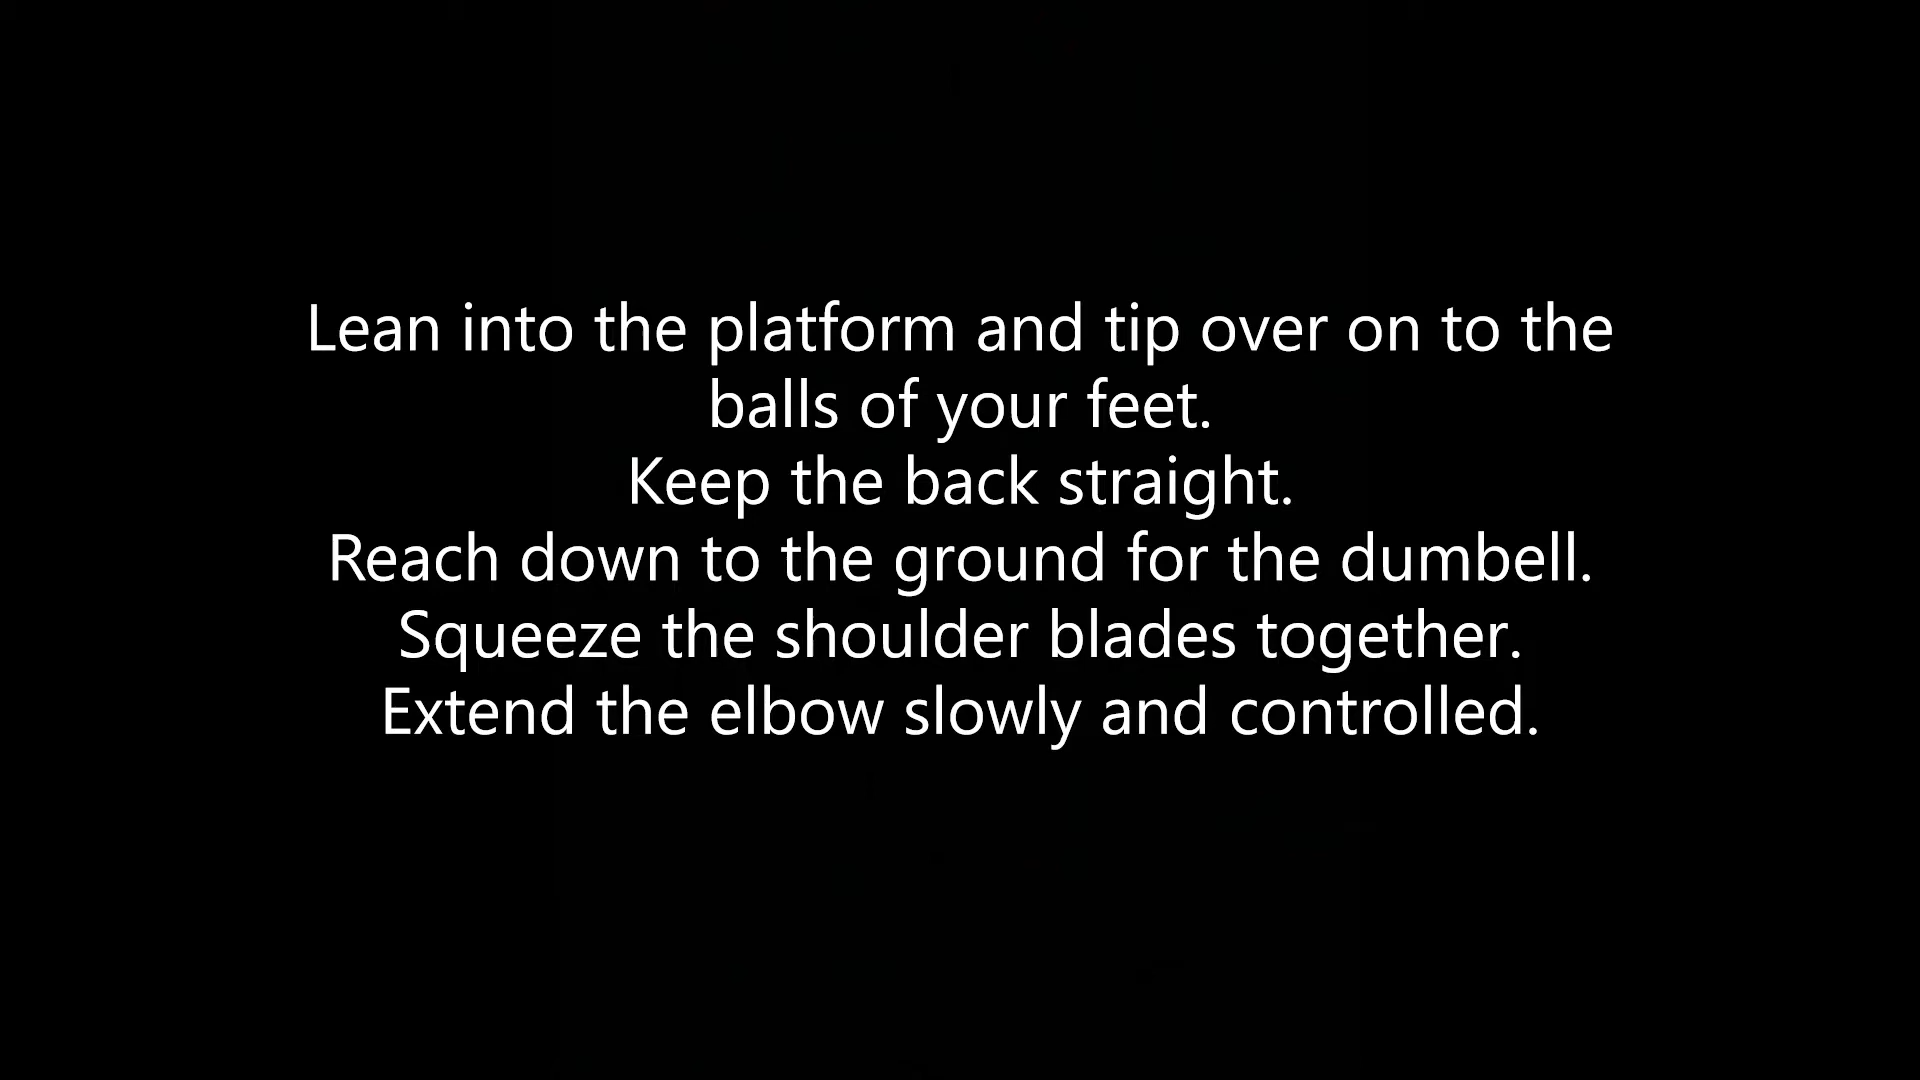 Lean into the platform and tip over on to the
balls of your feet.
Keep the back straight.
Reach down to the ground for the dumbell.
Squeeze the shoulder blades together.
Extend the elbow slowly and controlled.